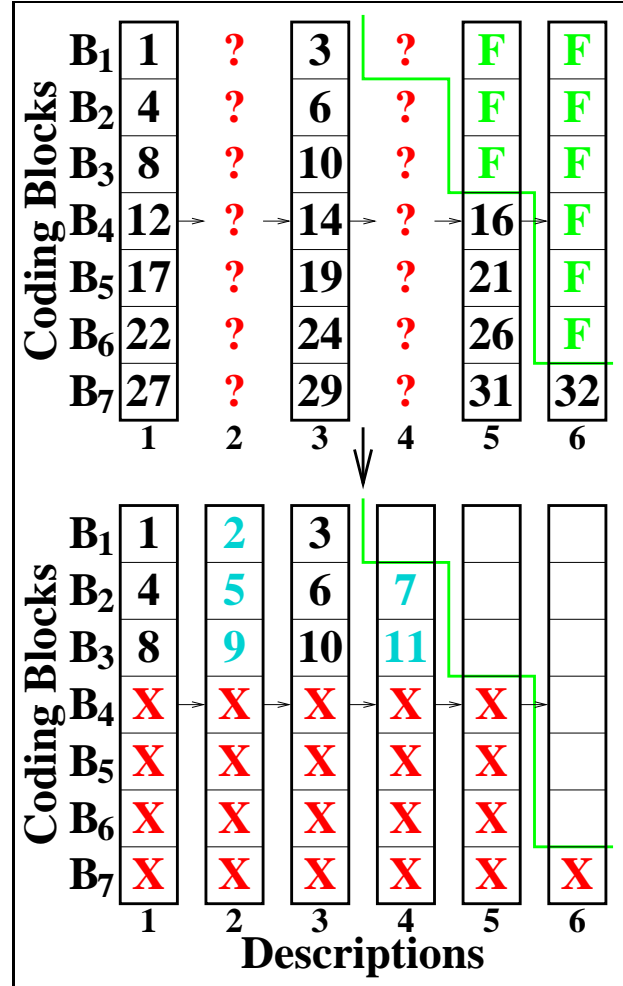 Coding Blocks
B1 1 ? 3 ? F F
B2 4 ? 6 ? F F
B3 8 ? 10 ? F F
B4 12 ? 14 ? 16 F
B5 17 ? 19 ? 21 F
B6 22 ? 24 ? 26 F
B7 27 ? 29 ? 31 32
1 2 3 4 5 6
Coding Blocks
B1 1 2 3
B2 4 5 6 7
B3 8 9 10 11
B4 X X X X X
B5 X X X X X
B6 X X X X X
B7 X X X X X X
1 2 3 4 5 6
Descriptions